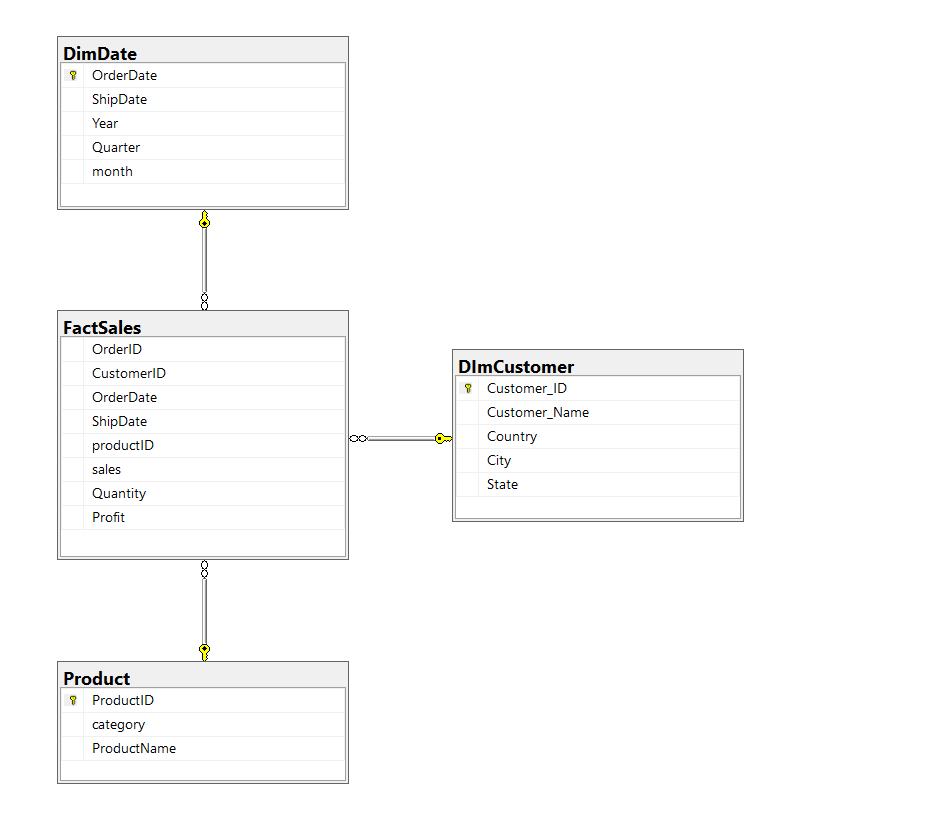 DimDate
OrderDate
ShipDate
Year
Quarter
month
FactSales
OrderID
CustomerID
OrderDate
ShipDate
productID
sales
Quantity
Profit
DImCustomer
Customer_ID
Customer_Name
Country
City
State
Product
ProductID
category
ProductName